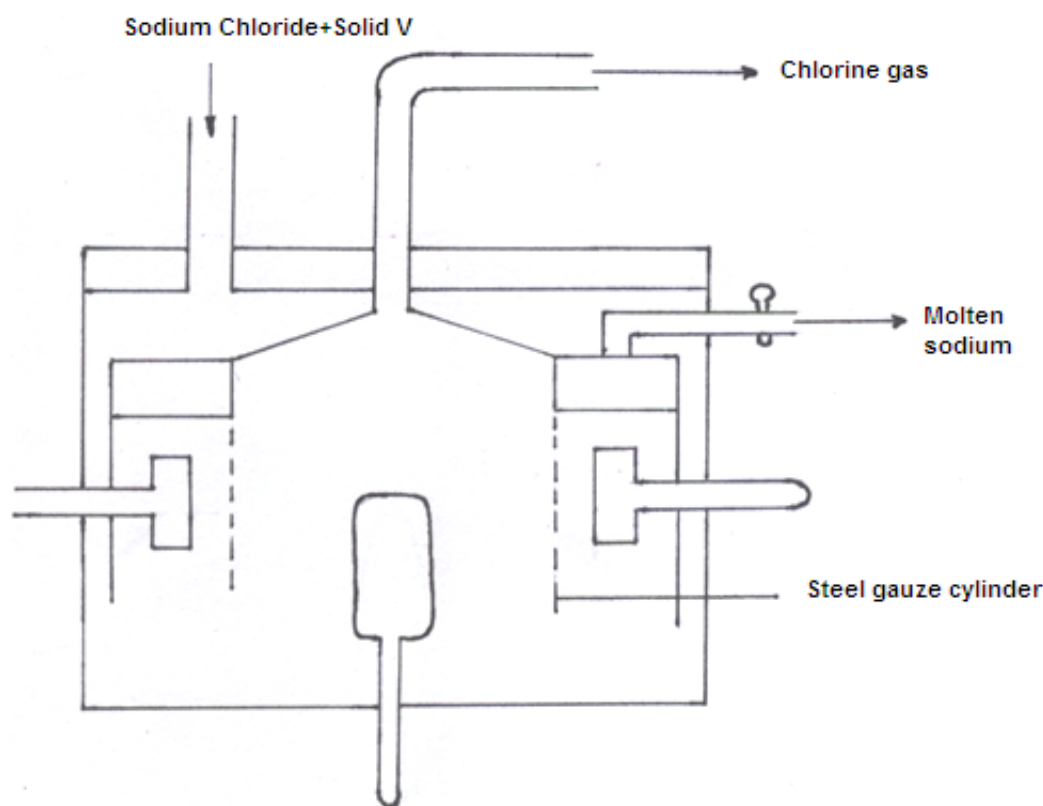 Sodium Chloride+Solid V
Chlorine gas
Molten
sodium
Steel gauze cylinder